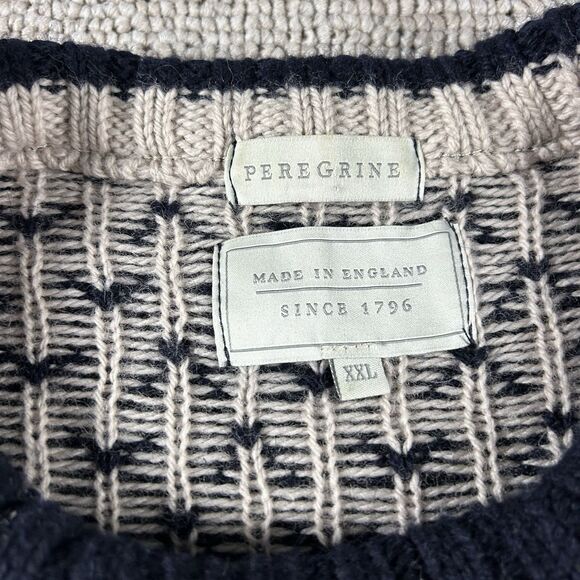 PEREGRINE
MADE IN ENGLAND
SINCE 1796
XXL